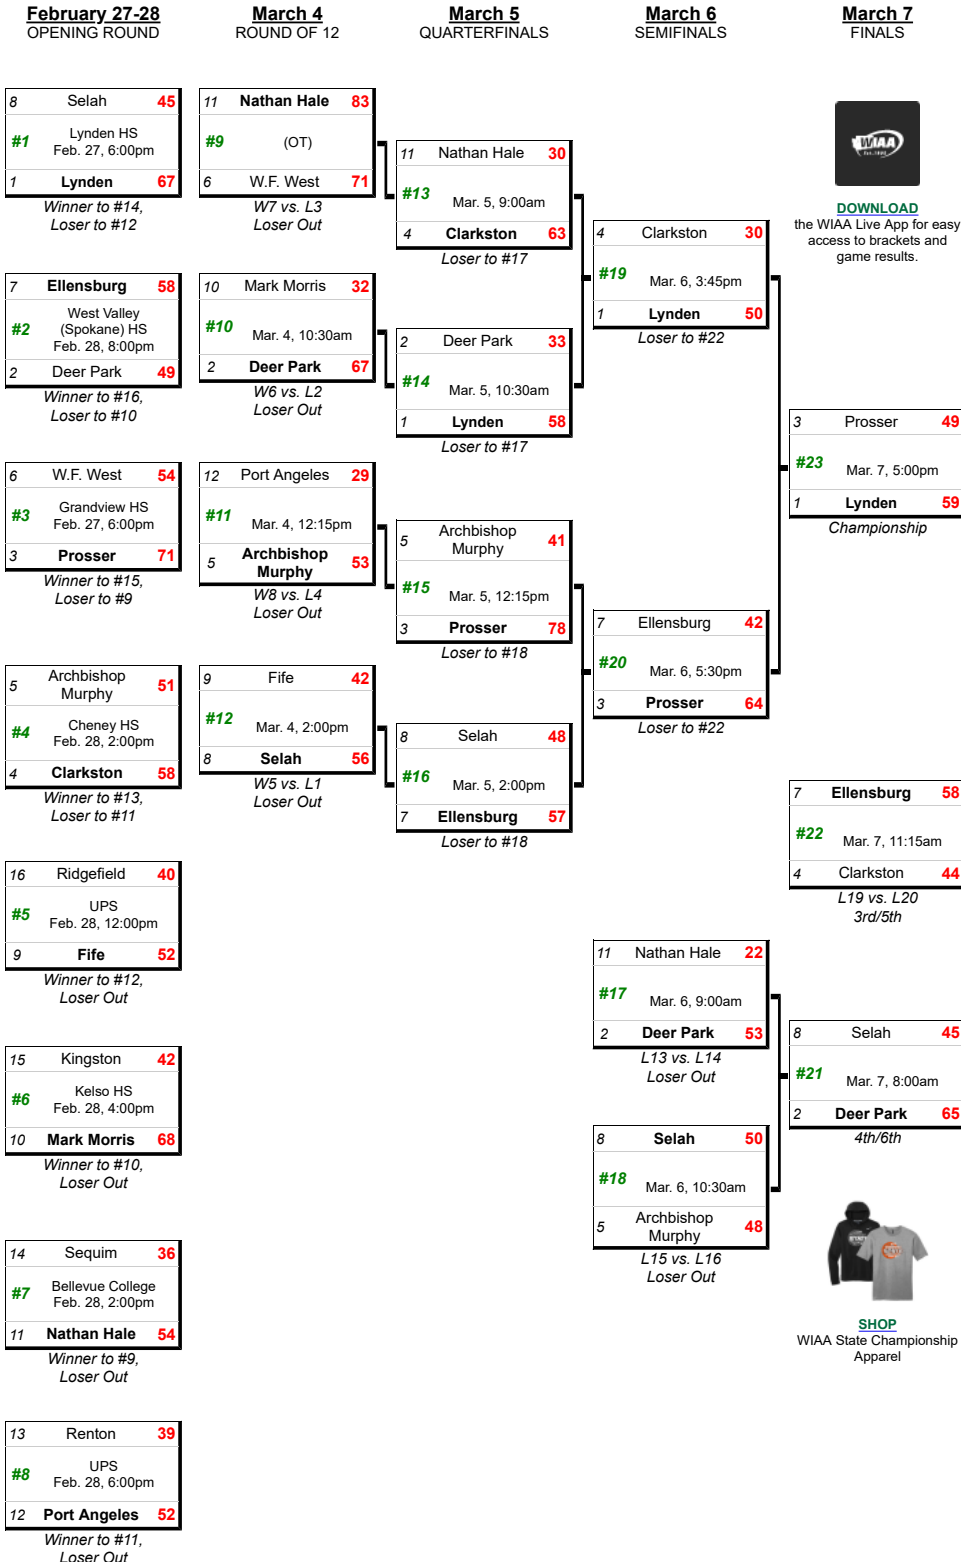 February 27-28
OPENING ROUND
8 Selah 45
#1 Lynden HS
Feb. 27, 6:00pm
1 Lynden 67
Winner to #14,
Loser to #12
7 Ellensburg 58
West Valley
#2 (Spokane) HS
Feb. 28, 8:00pm
2 Deer Park 49
Winner to #16,
Loser to #10
6 W.F. West 54
#3 Grandview HS
Feb. 27, 6:00pm
3 Prosser 71
Winner to #15,
Loser to #9
5 Archbishop
Murphy 51
#4 Cheney HS
Feb. 28, 2:00pm
4 Clarkston 58
Winner to #13,
Loser to #11
16 Ridgefield 40
#5 UPS
Feb. 28, 12:00pm
9 Fife 52
Winner to #12,
Loser Out
15 Kingston 42
#6 Kelso HS
Feb. 28, 4:00pm
10 Mark Morris 68
Winner to #10,
Loser Out
14 Sequim 36
#7 Bellevue College
Feb. 28, 2:00pm
11 Nathan Hale 54
Winner to #9,
Loser Out
13 Renton 39
#8 UPS
Feb. 28, 6:00pm
12 Port Angeles 52
Winner to #11,
Loser Out
March 4
ROUND OF 12
11 Nathan Hale 83
#9 (OT)
6 W.F. West 71
W7 vs. L3
Loser Out
10 Mark Morris 32
#10 Mar. 4, 10:30am
2 Deer Park 67
W6 vs. L2
Loser Out
12 Port Angeles 29
#11 Mar. 4, 12:15pm
5 Archbishop
Murphy 53
W8 vs. L4
Loser Out
9 Fife 42
#12 Mar. 4, 2:00pm
8 Selah 56
W5 vs. L1
Loser Out
March 5
QUARTERFINALS
11 Nathan Hale 30
#13 Mar. 5, 9:00am
4 Clarkston 63
Loser to #17
2 Deer Park 33
#14 Mar. 5, 10:30am
1 Lynden 58
Loser to #17
5 Archbishop
Murphy 41
#15 Mar. 5, 12:15pm
3 Prosser 78
Loser to #18
8 Selah 48
#16 Mar. 5, 2:00pm
7 Ellensburg 57
Loser to #18
March 6
SEMIFINALS
4 Clarkston 30
#19 Mar. 6, 3:45pm
1 Lynden 50
Loser to #22
7 Ellensburg 42
#20 Mar. 6, 5:30pm
3 Prosser 64
Loser to #22
11 Nathan Hale 22
#17 Mar. 6, 9:00am
2 Deer Park 53
L13 vs. L14
Loser Out
8 Selah 50
#18 Mar. 6, 10:30am
5 Archbishop
Murphy 48
L15 vs. L16
Loser Out
March 7
FINALS
WIAA
DOWNLOAD
the WIAA Live App for easy
access to brackets and
game results.
3 Prosser 49
#23 Mar. 7, 5:00pm
1 Lynden 59
Championship
7 Ellensburg 58
#22 Mar. 7, 11:15am
4 Clarkston 44
L19 vs. L20
3rd/5th
8 Selah 45
#21 Mar. 7, 8:00am
2 Deer Park 65
4th/6th
SHOP
WIAA State Championship
Apparel